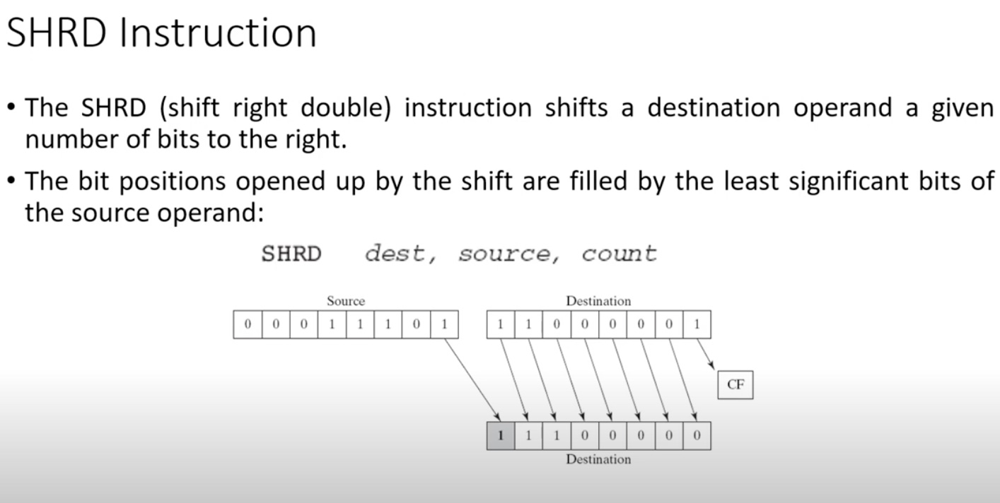 SHRD Instruction
• The SHRD (shift right double) instruction shifts a destination operand a given
number of bits to the right.
• The bit positions opened up by the shift are filled by the least significant bits of
the source operand:
SHRD dest, source, count
Source Destination
0 0 0 1 1 1 0 1 1 1 0 0 0 0 0 1
CF
1 1 1 0 0 0 0 0
Destination